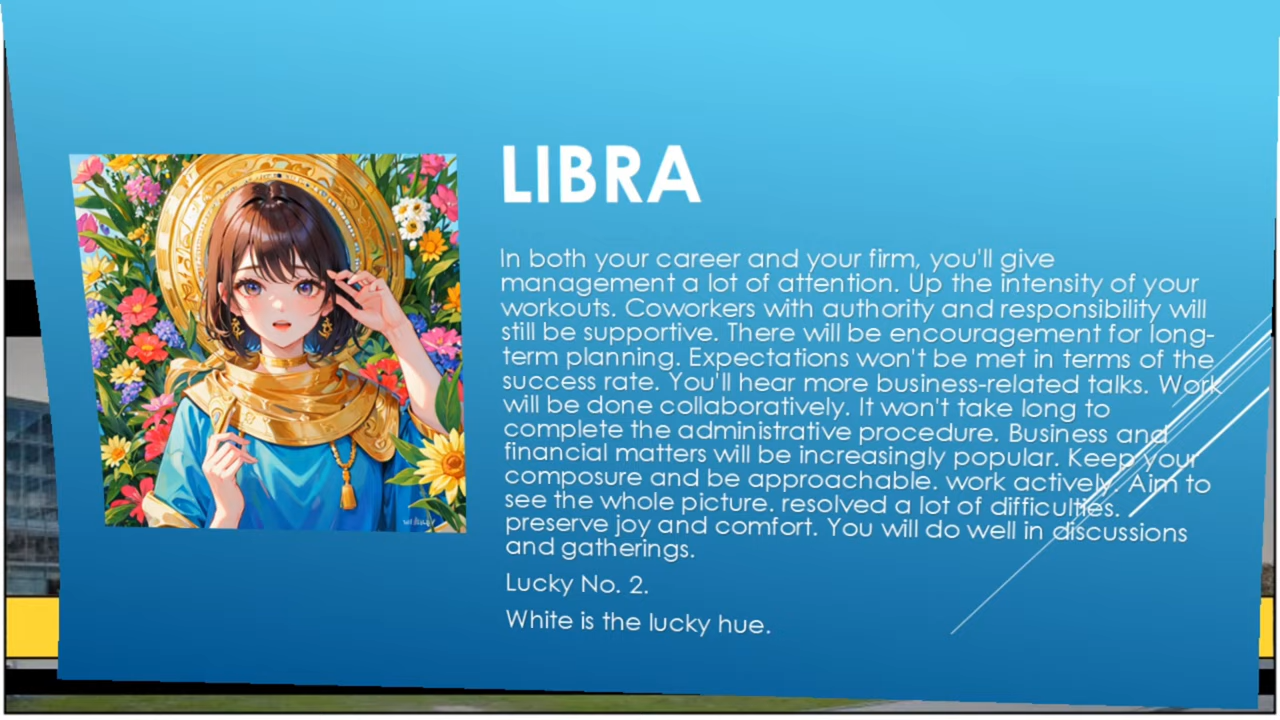 LIBRA
In both your career and your firm, you'll give
management a lot of attention. Up the intensity of your
workouts. Coworkers with authority and responsibility will
still be supportive. There will be encouragement for long-
term planning. Expectations won't be met in terms of the
success rate. You'll hear more business-related talks. Work
will be done collaboratively. It won't take long to
complete the administrative procedure. Business and
financial matters will be increasingly popular. Keep your
composure and be approachable. work actively. Aim to
see the whole picture. resolved a lot of difficulties.
preserve joy and comfort. You will do well in discussions
and gatherings.
Lucky No. 2.
White is the lucky hue.